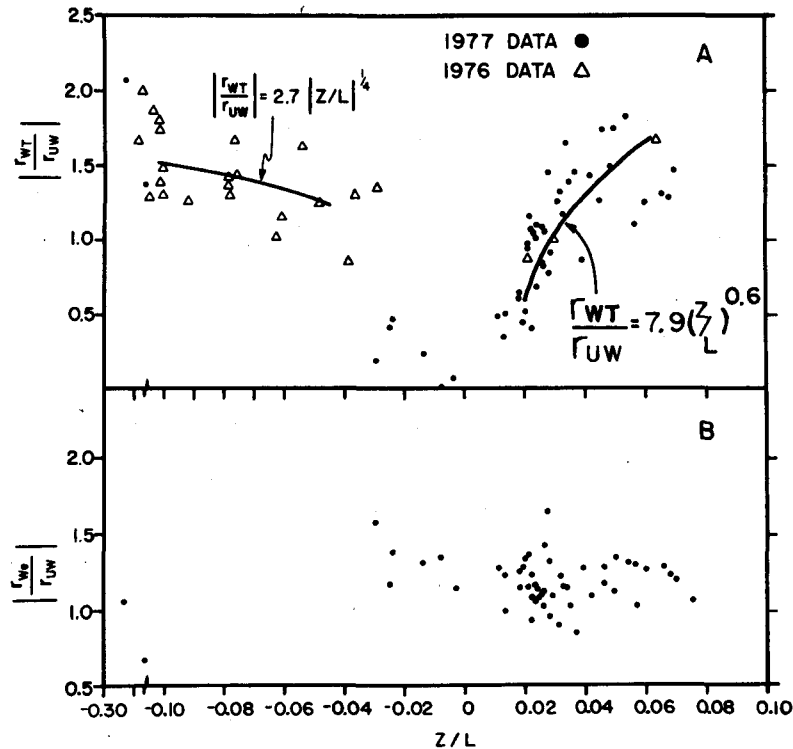 2.5
2.0
1.5
1.0
0.5
1977 DATA ●
1976 DATA △
A
|rWT/rUW| = 2.7 |Z/L|^1/4
rWT/rUW = 7.9(Z/L)^0.6
|rWT/rUW|
B
2.0
1.5
1.0
0.5
|rWe/rUW|
-0.30 -0.10 -0.08 -0.06 -0.04 -0.02 0 0.02 0.04 0.06 0.08 0.10
Z/L